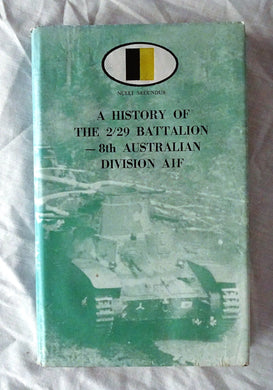 NULLI SECUNDUS
A HISTORY OF
THE 2/29 BATTALION
— 8th AUSTRALIAN
DIVISION AIF